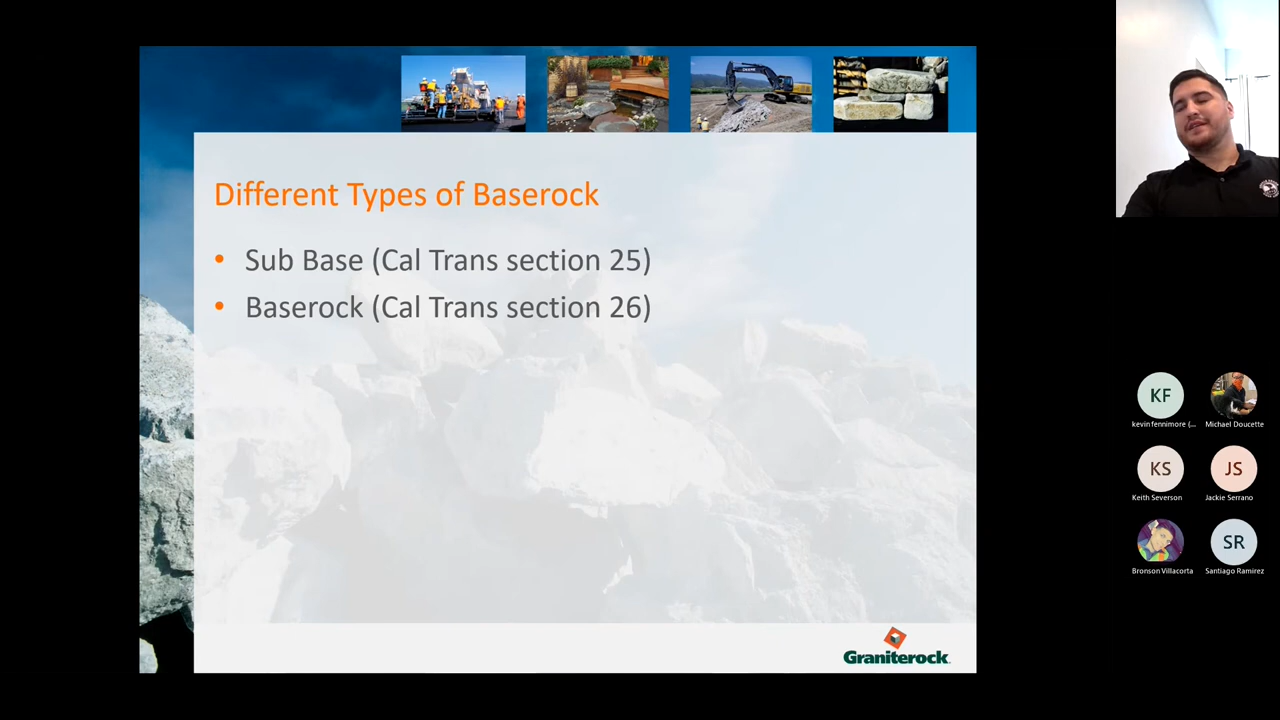 Different Types of Baserock
• Sub Base (Cal Trans section 25)
• Baserock (Cal Trans section 26)
Graniterock
KF
kevin fennimore (...
Michael Doucette
KS
Keith Severson
JS
Jackie Serrano
Bronson Villacorta
SR
Santiago Ramirez